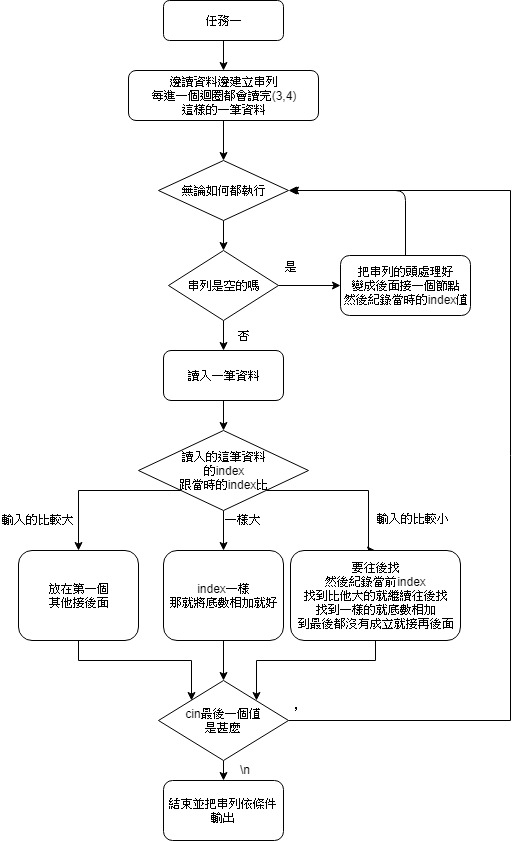 任務一
邊讀資料邊建立串列
每進一個迴圈都會讀完(3,4)
這樣的一筆資料
無論如何都執行
串列是空的嗎
是
把串列的頭處理好
變成後面接一個節點
然後紀錄當時的index值
否
讀入一筆資料
讀入的這筆資料
的index
跟當時的index比
輸入的比較大
一樣大
輸入的比較小
放在第一個
其他接後面
index一樣
那就將底數相加就好
要往後找
然後紀錄當前index
找到比他大的就繼續往後找
找到一樣的就底數相加
到最後都沒有成立就接再後面
cin最後一個值
是甚麼
,
\n
結束並把串列依條件
輸出